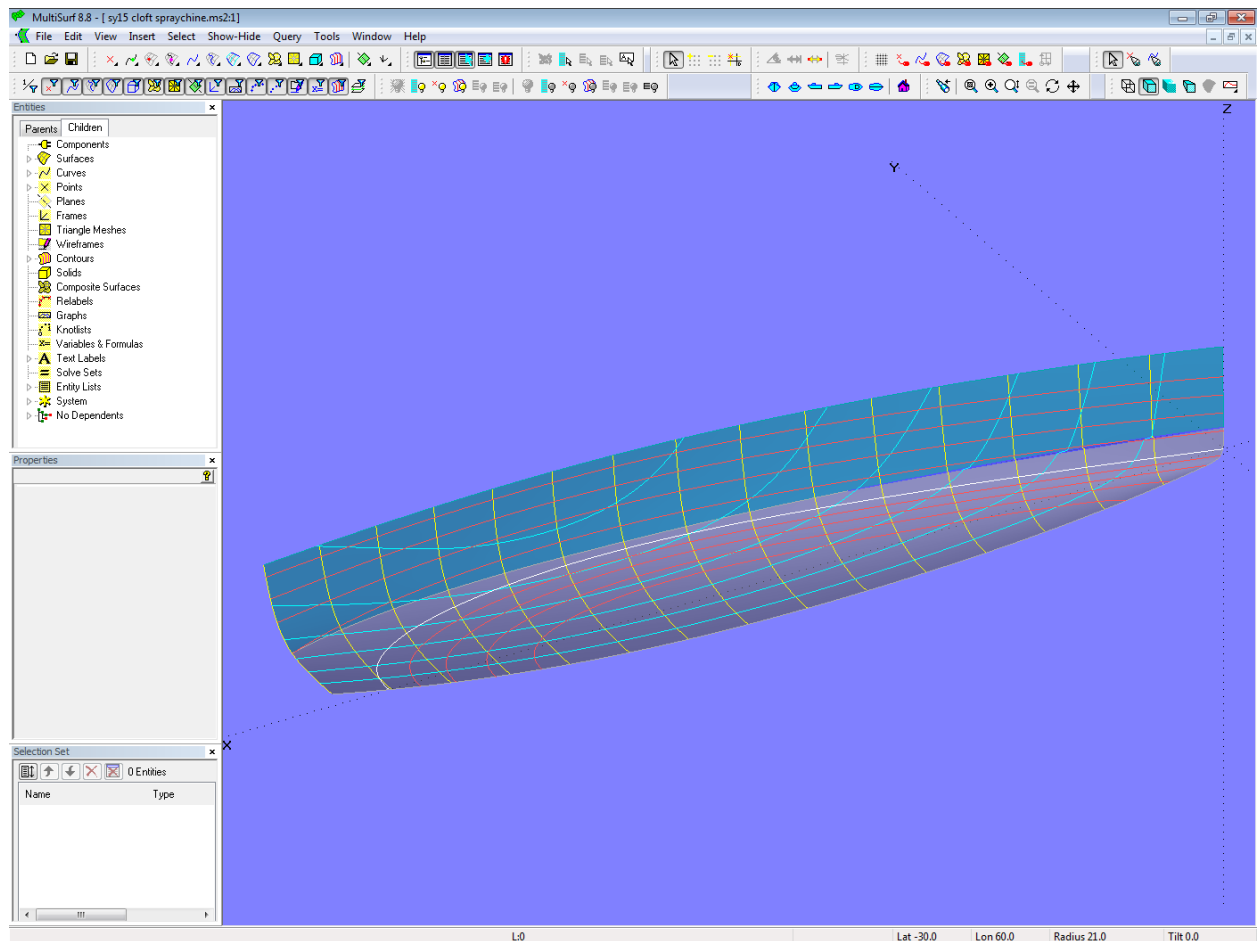 MultiSurf 8.8 - [ sy15 cloft spraychine.ms2:1]
File Edit View Insert Select Show-Hide Query Tools Window Help
Entities
Parents Children
Components
Surfaces
Curves
Points
Planes
Frames
Triangle Meshes
Wireframes
Contours
Solids
Composite Surfaces
Relabels
Graphs
Knotlists
Variables & Formulas
Text Labels
Solve Sets
Entity Lists
System
No Dependents
Properties
Selection Set
0 Entities
Name Type
Z
Y
X
L:0 Lat -30.0 Lon 60.0 Radius 21.0 Tilt 0.0